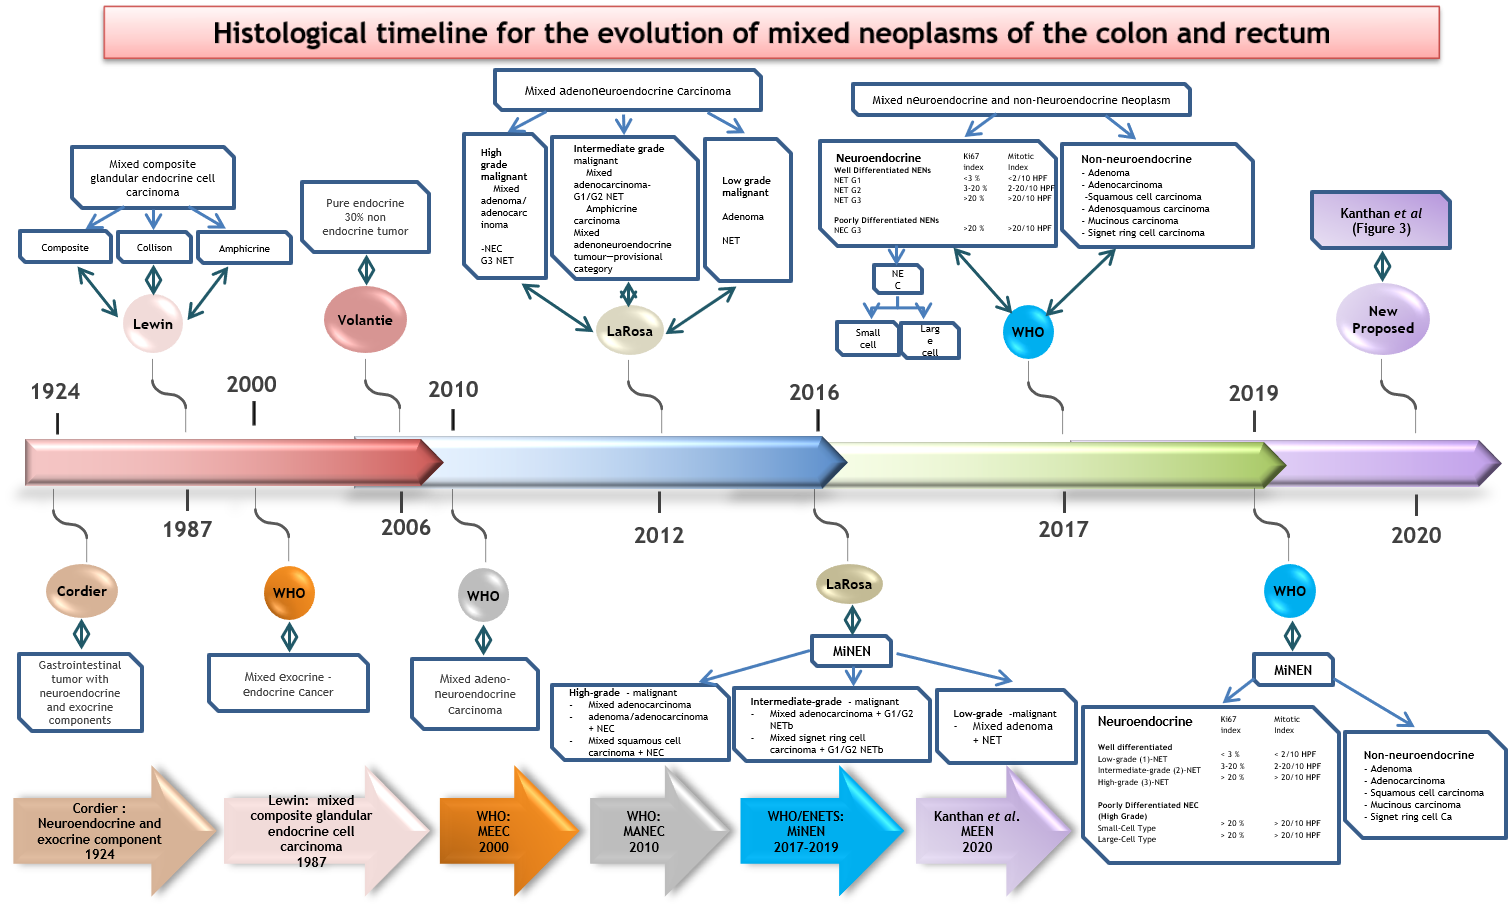 Histological timeline for the evolution of mixed neoplasms of the colon and rectum
Mixed composite
glandular endocrine cell
carcinoma
Composite
Collison
Amphicrine
Lewin
Pure endocrine
30% non
endocrine tumor
Volantie
Mixed adenoneuroendocrine Carcinoma
High
grade
malignant
Mixed
adenoma/
adenocarc
inoma
-NEC
G3 NET
Intermediate grade
malignant
Mixed
adenocarcinoma-
G1/G2 NET
Amphicrine
carcinoma
Mixed
adenoneuroendocrine
tumour—provisional
category
Low grade
malignant
Adenoma
NET
LaRosa
Mixed neuroendocrine and non-neuroendocrine neoplasm
Neuroendocrine Ki67 Mitotic
index Index
Well Differentiated NENs
NET G1 <3 % <2/10 HPF
NET G2 3-20 % 2-20/10 HPF
NET G3 >20 % >20/10 HPF
Poorly Differentiated NENs
NEC G3 >20 % >20/10 HPF
NE
C
Small
cell
Larg
e
cell
Non-neuroendocrine
- Adenoma
- Adenocarcinoma
-Squamous cell carcinoma
- Adenosquamous carcinoma
- Mucinous carcinoma
- Signet ring cell carcinoma
WHO
Kanthan et al
(Figure 3)
New
Proposed
1924
2000
2010
2016
2019
1987
2006
2012
2017
2020
Cordier
Gastrointestinal
tumor with
neuroendocrine
and exocrine
components
WHO
Mixed exocrine -
endocrine cancer
WHO
Mixed adeno-
neuroendocrine
Carcinoma
LaRosa
MiNEN
High-grade - malignant
- Mixed adenocarcinoma
- adenoma/adenocarcinoma
+ NEC
- Mixed squamous cell
carcinoma + NEC
Intermediate-grade - malignant
- Mixed adenocarcinoma + G1/G2
NETb
- Mixed signet ring cell
carcinoma + G1/G2 NETb
Low-grade -malignant
- Mixed adenoma
+ NET
WHO
MiNEN
Neuroendocrine Ki67 Mitotic
index Index
Well differentiated
Low-grade (1)-NET < 3 % < 2/10 HPF
Intermediate-grade (2)-NET 3-20 % 2-20/10 HPF
High-grade (3)-NET > 20 % > 20/10 HPF
Poorly Differentiated NEC
(High Grade)
Small-Cell Type > 20 % > 20/10 HPF
Large-Cell Type > 20 % > 20/10 HPF
Non-neuroendocrine
- Adenoma
- Adenocarcinoma
- Squamous cell carcinoma
- Mucinous carcinoma
- Signet ring cell Ca
Cordier :
Neuroendocrine and
exocrine component
1924
Lewin: mixed
composite glandular
endocrine cell
carcinoma
1987
WHO:
MEEC
2000
WHO:
MANEC
2010
WHO/ENETS:
MiNEN
2017-2019
Kanthan et al.
MEEN
2020